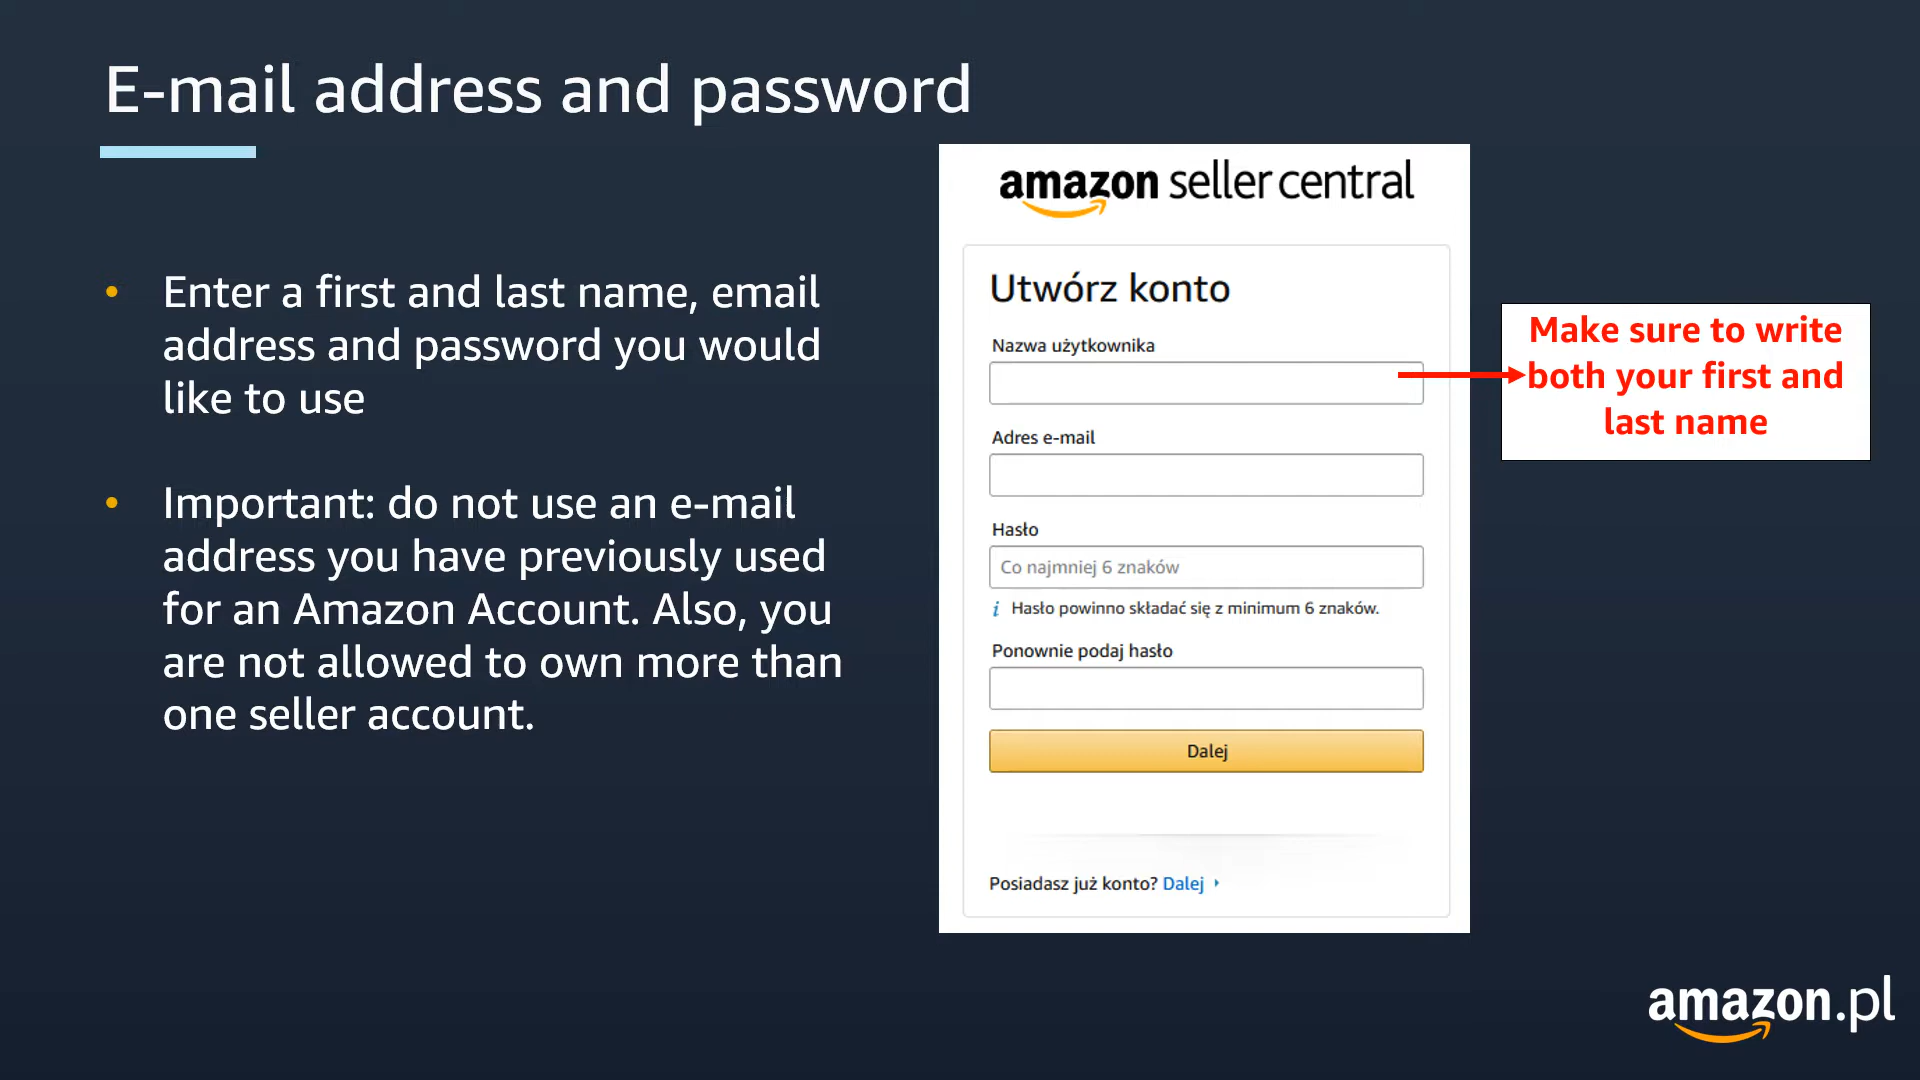 E-mail address and password
• Enter a first and last name, email
address and password you would
like to use
• Important: do not use an e-mail
address you have previously used
for an Amazon Account. Also, you
are not allowed to own more than
one seller account.
amazon seller central
Utwórz konto
Nazwa użytkownika
Make sure to write
both your first and
last name
Adres e-mail
Hasło
Co najmniej 6 znaków
i Hasło powinno składać się z minimum 6 znaków.
Ponownie podaj hasło
Dalej
Posiadasz już konto? Dalej
amazon.pl